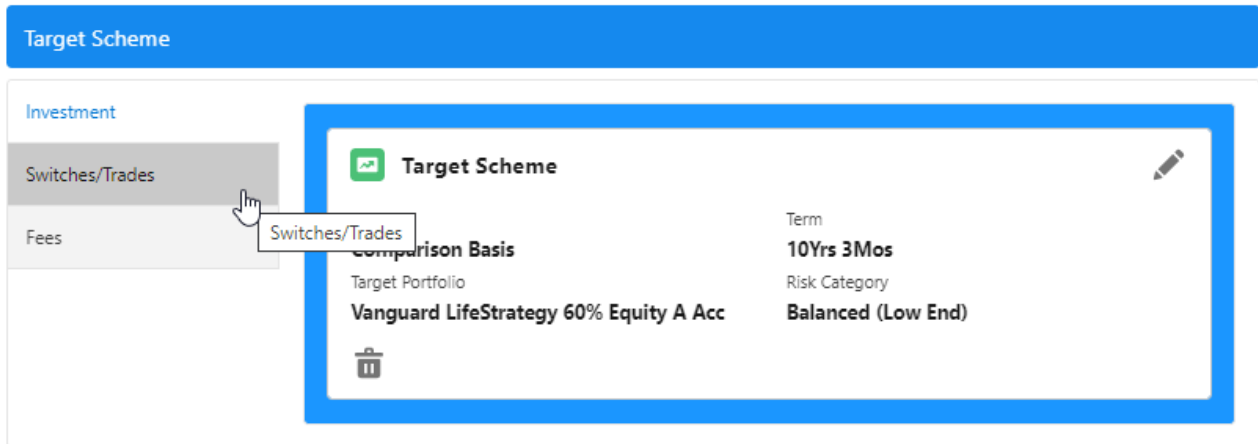 Target Scheme
Investment
Switches/Trades
Fees
Switches/Trades
Target Scheme
Comparison Basis
Term
10Yrs 3Mos
Target Portfolio
Vanguard LifeStrategy 60% Equity A Acc
Risk Category
Balanced (Low End)